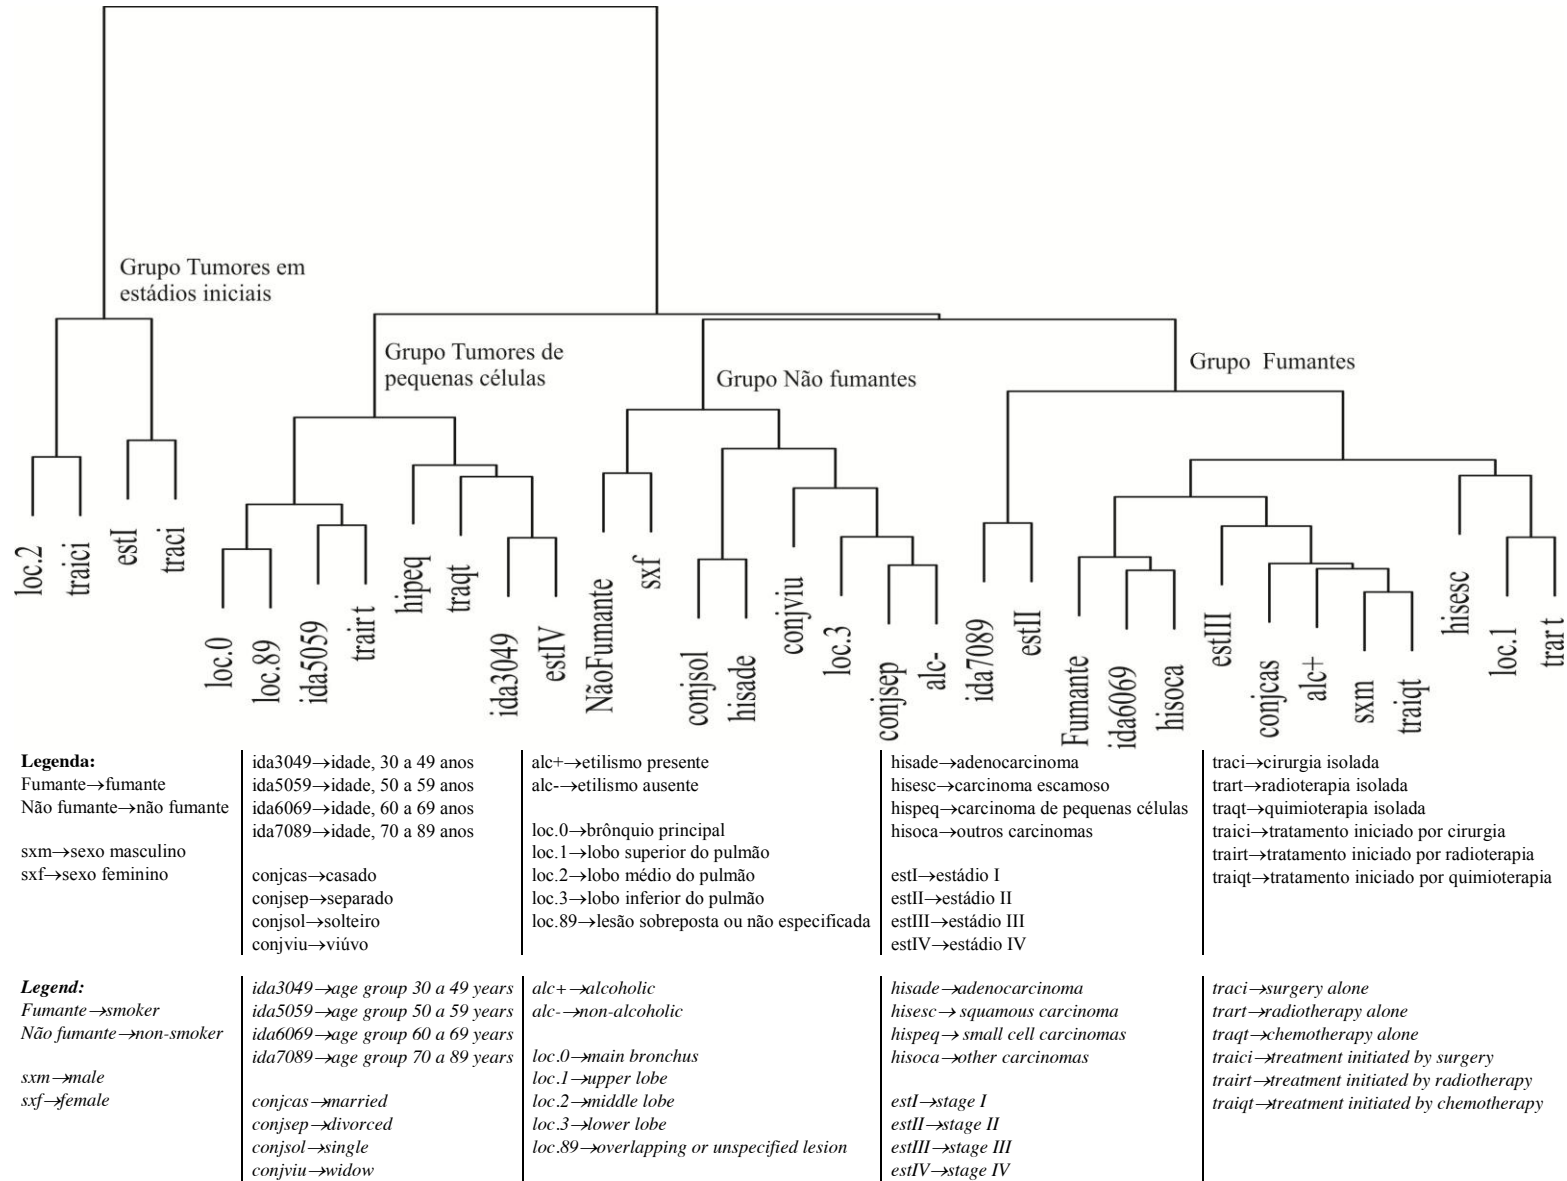 Grupo Tumores em
estádios iniciais
Grupo Tumores de
pequenas células
Grupo Não fumantes
Grupo Fumantes
loc.2
traici
estI
traci
loc.0
loc.89
ida5059
trairt
hipeq
traqt
ida3049
estIV
NãoFumante
sxf
conjsol
hisade
conjviu
loc.3
conjsep
alc-
ida7089
estII
Fumante
ida6069
hisoca
estIII
conjcas
alc+
sxm
traiqt
hisesc
loc.1
trart
Legenda:
Fumante→fumante
Não fumante→não fumante
sxm→sexo masculino
sxf→sexo feminino
ida3049→idade, 30 a 49 anos
ida5059→idade, 50 a 59 anos
ida6069→idade, 60 a 69 anos
ida7089→idade, 70 a 89 anos
conjcas→casado
conjsep→separado
conjsol→solteiro
conjviu→viúvo
alc+→etilismo presente
alc-→etilismo ausente
loc.0→brônquio principal
loc.1→lobo superior do pulmão
loc.2→lobo médio do pulmão
loc.3→lobo inferior do pulmão
loc.89→lesão sobreposta ou não especificada
hisade→adenocarcinoma
hisesc→carcinoma escamoso
hispeq→carcinoma de pequenas células
hisoca→outros carcinomas
estI→estádio I
estII→estádio II
estIII→estádio III
estIV→estádio IV
traci→cirurgia isolada
trart→radioterapia isolada
traqt→quimioterapia isolada
traici→tratamento iniciado por cirurgia
trairt→tratamento iniciado por radioterapia
traiqt→tratamento iniciado por quimioterapia
Legend:
Fumante→smoker
Não fumante→non-smoker
sxm→male
sxf→female
ida3049→age group 30 a 49 years
ida5059→age group 50 a 59 years
ida6069→age group 60 a 69 years
ida7089→age group 70 a 89 years
conjcas→married
conjsep→divorced
conjsol→single
conjviu→widow
alc+→alcoholic
alc-→non-alcoholic
loc.0→main bronchus
loc.1→upper lobe
loc.2→middle lobe
loc.3→lower lobe
loc.89→overlapping or unspecified lesion
hisade→adenocarcinoma
hisesc→ squamous carcinoma
hispeq→ small cell carcinomas
hisoca→other carcinomas
estI→stage I
estII→stage II
estIII→stage III
estIV→stage IV
traci→surgery alone
trart→radiotherapy alone
traqt→chemotherapy alone
traici→treatment initiated by surgery
trairt→treatment initiated by radiotherapy
traiqt→treatment initiated by chemotherapy